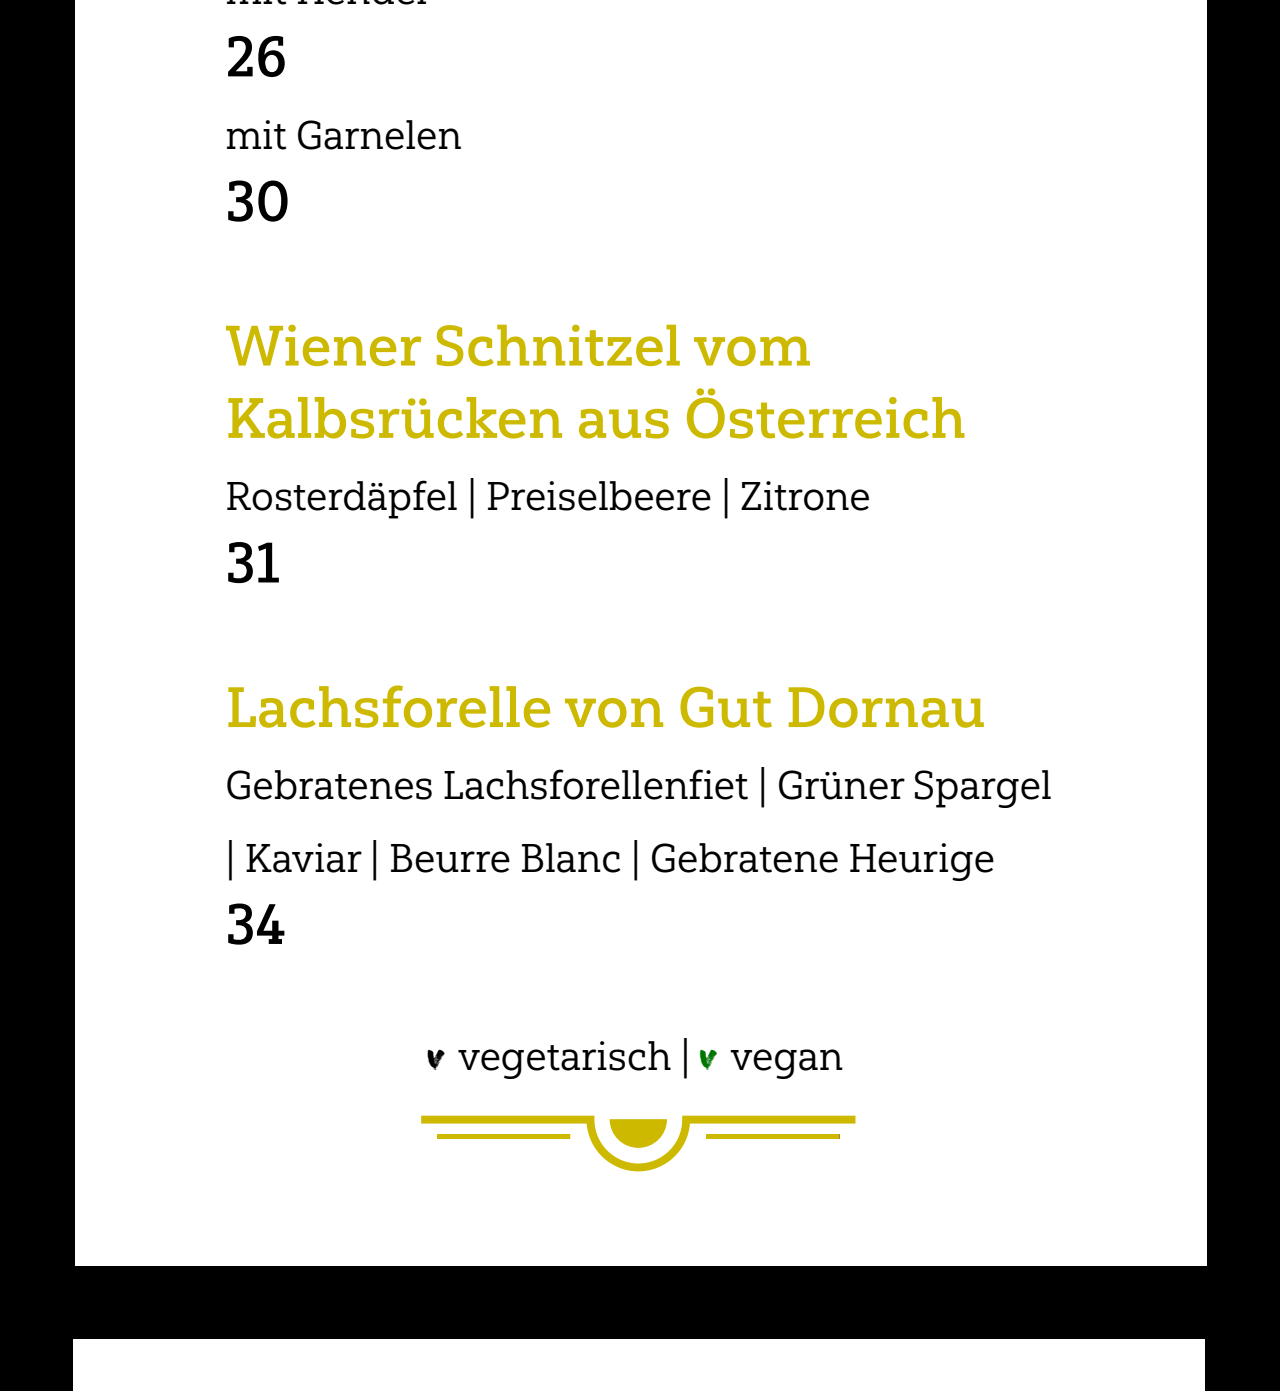 26
mit Garnelen
30
Wiener Schnitzel vom
Kalbsrücken aus Österreich
Rosterdäpfel | Preiselbeere | Zitrone
31
Lachsforelle von Gut Dornau
Gebratenes Lachsforellenfiet | Grüner Spargel
| Kaviar | Beurre Blanc | Gebratene Heurige
34
vegetarisch | vegan